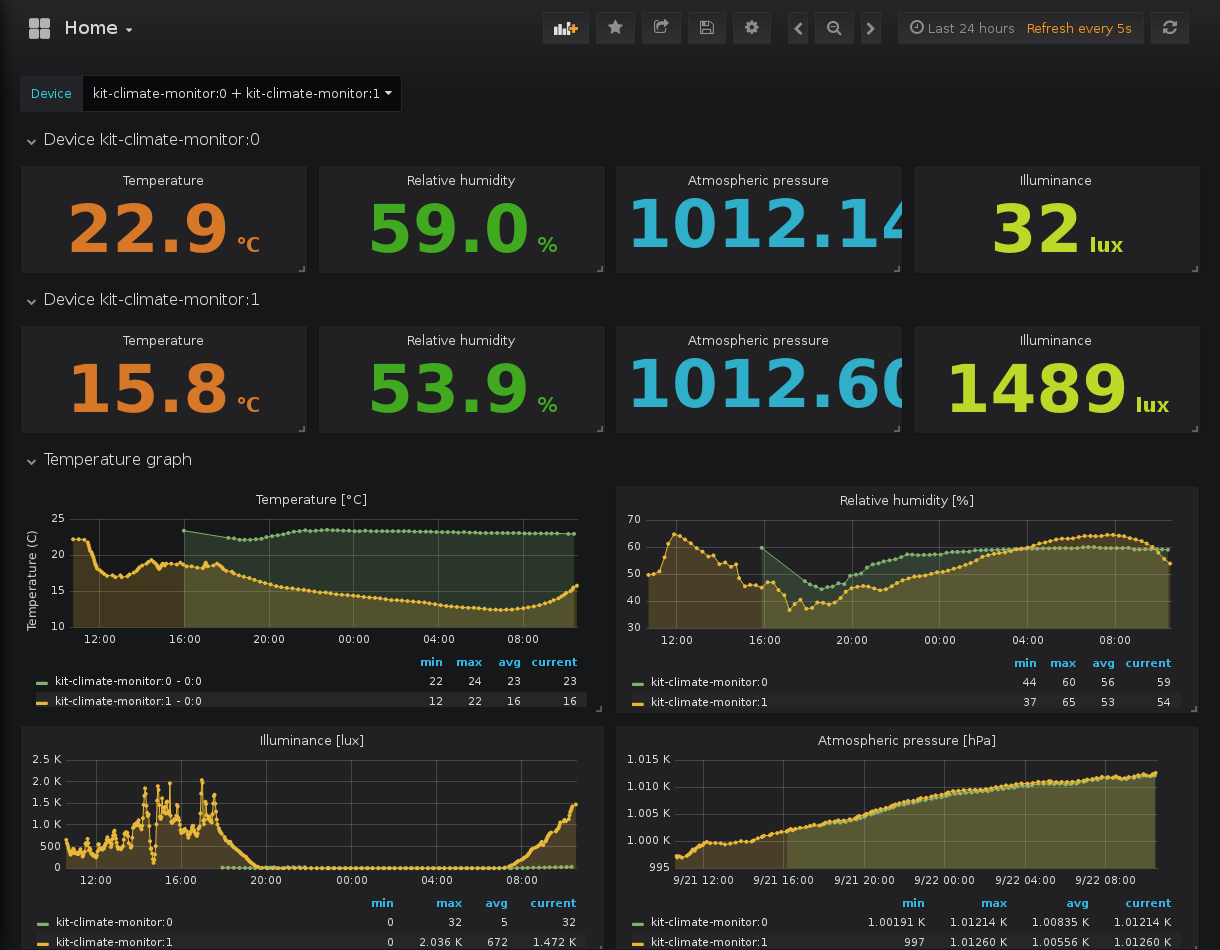 Home
Last 24 hours Refresh every 5s
Device kit-climate-monitor:0 + kit-climate-monitor:1
Device kit-climate-monitor:0
Temperature Relative humidity Atmospheric pressure Illuminance
22.9 °C 59.0 % 1012.14 32 lux
Device kit-climate-monitor:1
Temperature Relative humidity Atmospheric pressure Illuminance
15.8 °C 53.9 % 1012.60 1489 lux
Temperature graph
Temperature [°C]
Temperature (C)
25
20
15
10
12:00 16:00 20:00 00:00 04:00 08:00
min max avg current
kit-climate-monitor:0 - 0:0 22 24 23 23
kit-climate-monitor:1 - 0:0 12 22 16 16
Relative humidity [%]
70
60
50
40
30
12:00 16:00 20:00 00:00 04:00 08:00
min max avg current
kit-climate-monitor:0 44 60 56 59
kit-climate-monitor:1 37 65 53 54
Illuminance [lux]
2.5 K
2.0 K
1.5 K
1.0 K
500
0
12:00 16:00 20:00 00:00 04:00 08:00
min max avg current
kit-climate-monitor:0 0 32 5 32
kit-climate-monitor:1 0 2.036 K 672 1.472 K
Atmospheric pressure [hPa]
1.015 K
1.010 K
1.005 K
1.000 K
995
9/21 12:00 9/21 16:00 9/21 20:00 9/22 00:00 9/22 04:00 9/22 08:00
min max avg current
kit-climate-monitor:0 1.00191 K 1.01214 K 1.00835 K 1.01214 K
kit-climate-monitor:1 997 1.01260 K 1.00556 K 1.01260 K